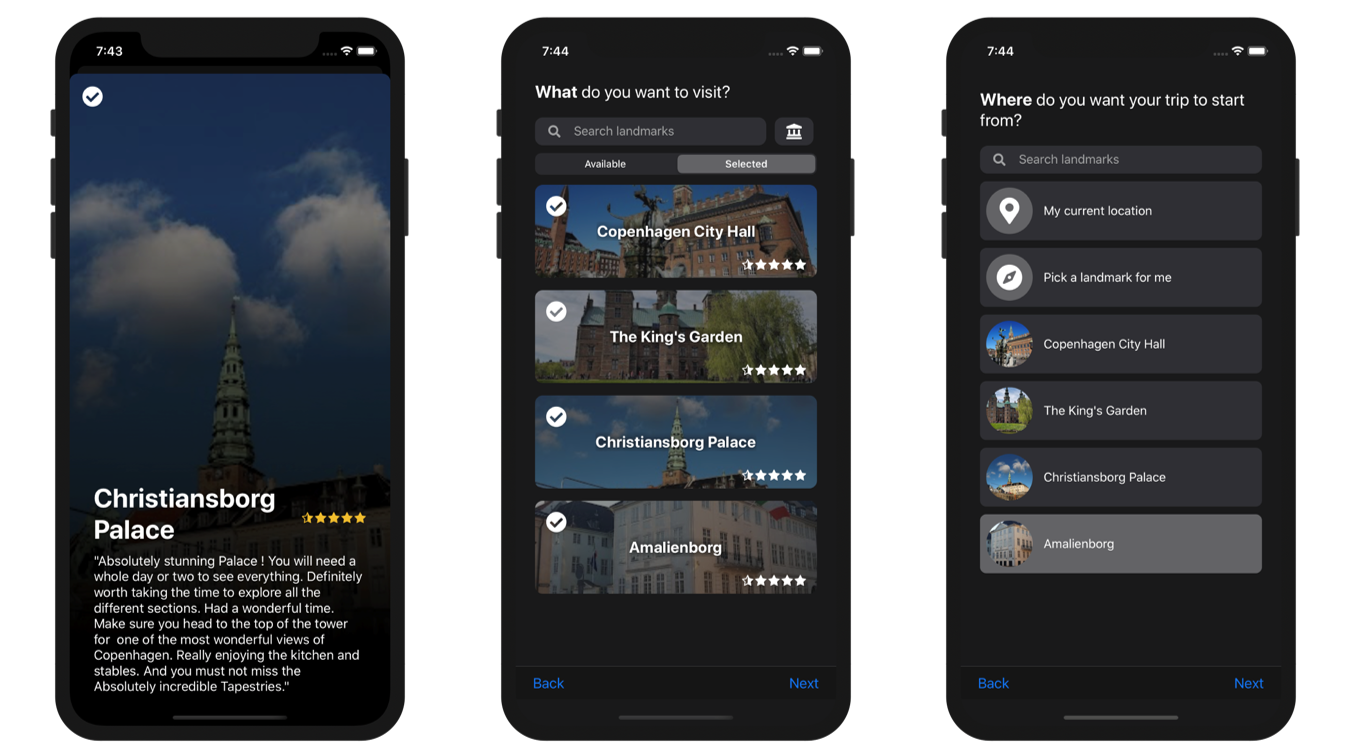 7:43
Christiansborg
Palace
"Absolutely stunning Palace ! You will need a
whole day or two to see everything. Definitely
worth taking the time to explore all the
different sections. Had a wonderful time.
Make sure you head to the top of the tower
for  one of the most wonderful views of
Copenhagen. Really enjoying the kitchen and
stables. And you must not miss the
Absolutely incredible Tapestries."
7:44
What do you want to visit?
Search landmarks
Available
Selected
Copenhagen City Hall
The King's Garden
Christiansborg Palace
Amalienborg
Back
Next
7:44
Where do you want your trip to start
from?
Search landmarks
My current location
Pick a landmark for me
Copenhagen City Hall
The King's Garden
Christiansborg Palace
Amalienborg
Back
Next